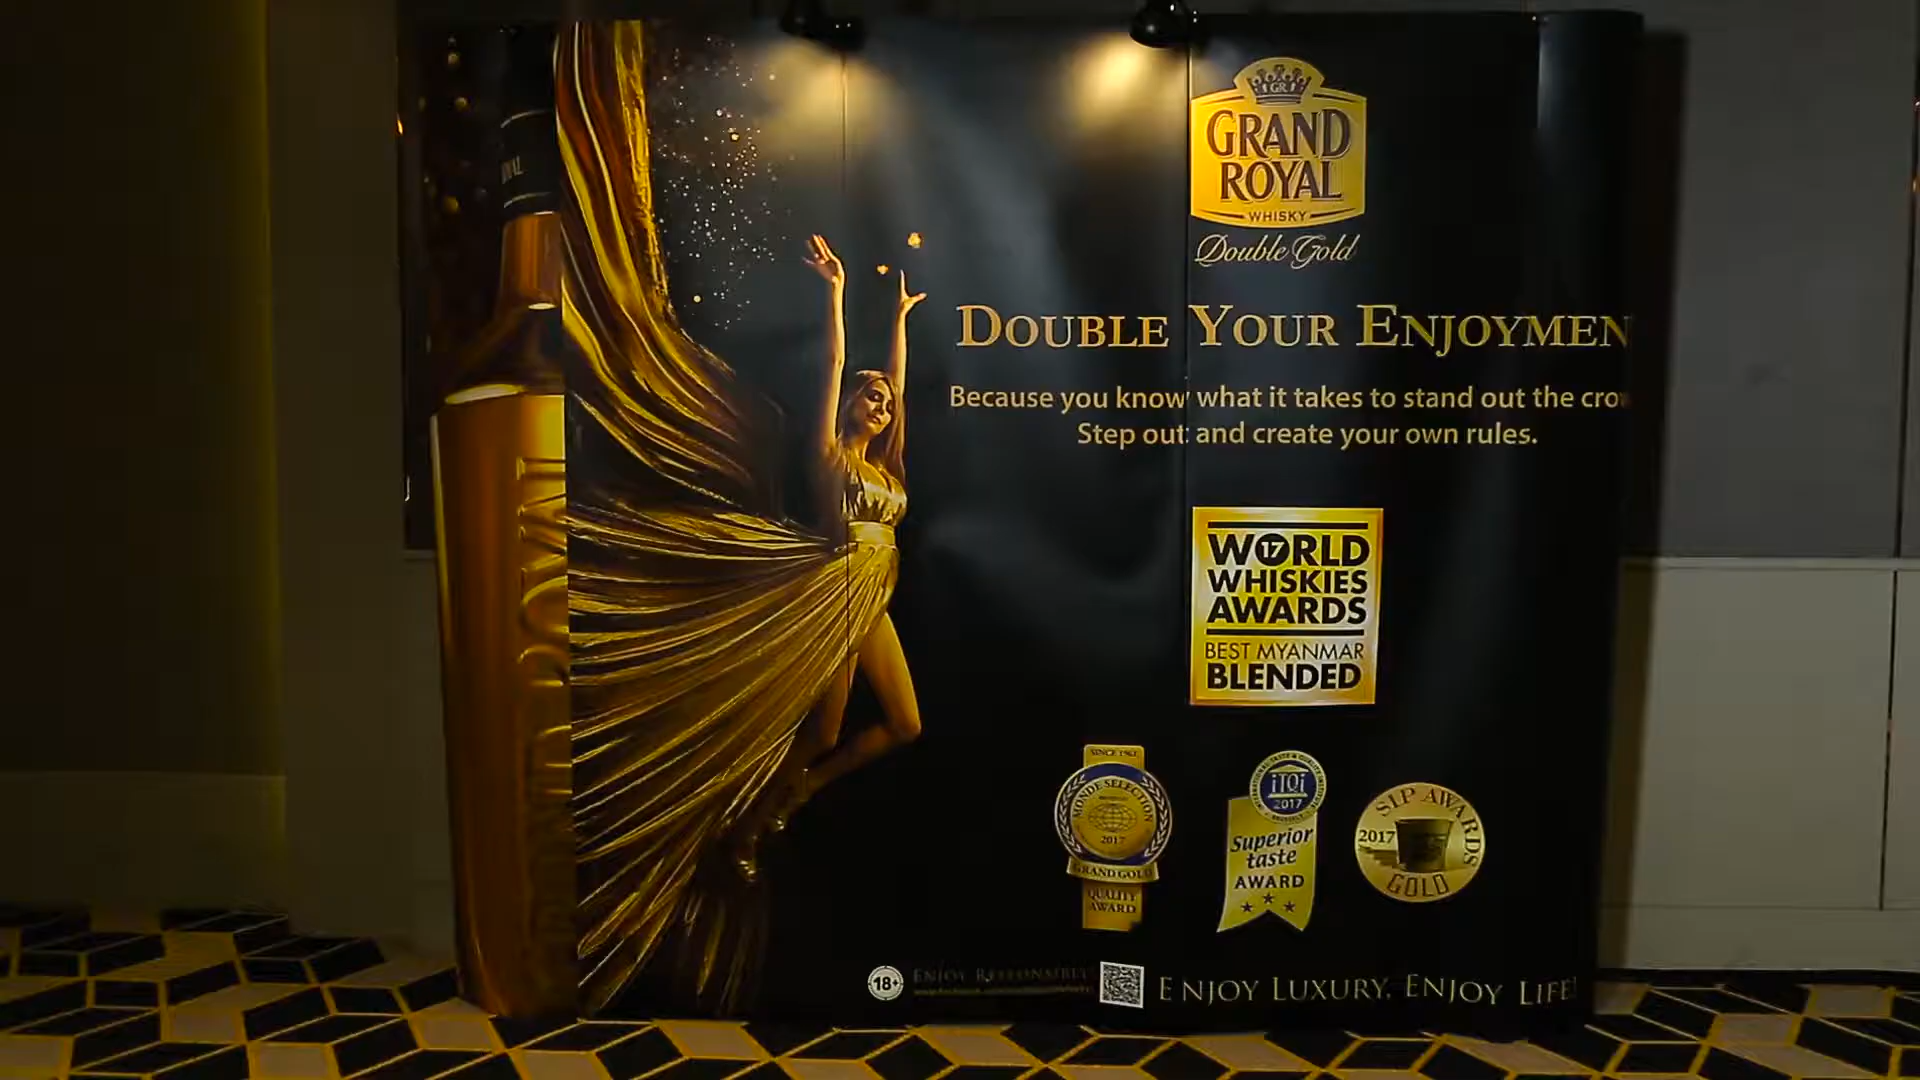 GR
GRAND
ROYAL
WHISKY
Double Gold
DOUBLE YOUR ENJOYMEN
Because you know what it takes to stand out the cro
Step out and create your own rules.
17
WORLD
WHISKIES
AWARDS
BEST MYANMAR
BLENDED
SINCE 1961
MONDE SELECTION
2017
GRAND GOLD
QUALITY
AWARD
iTQi
2017
Superior
taste
AWARD
SIP AWARDS
2017
GOLD
18+
ENJOY RESPONSIBLY
ENJOY LUXURY, ENJOY LIFE!